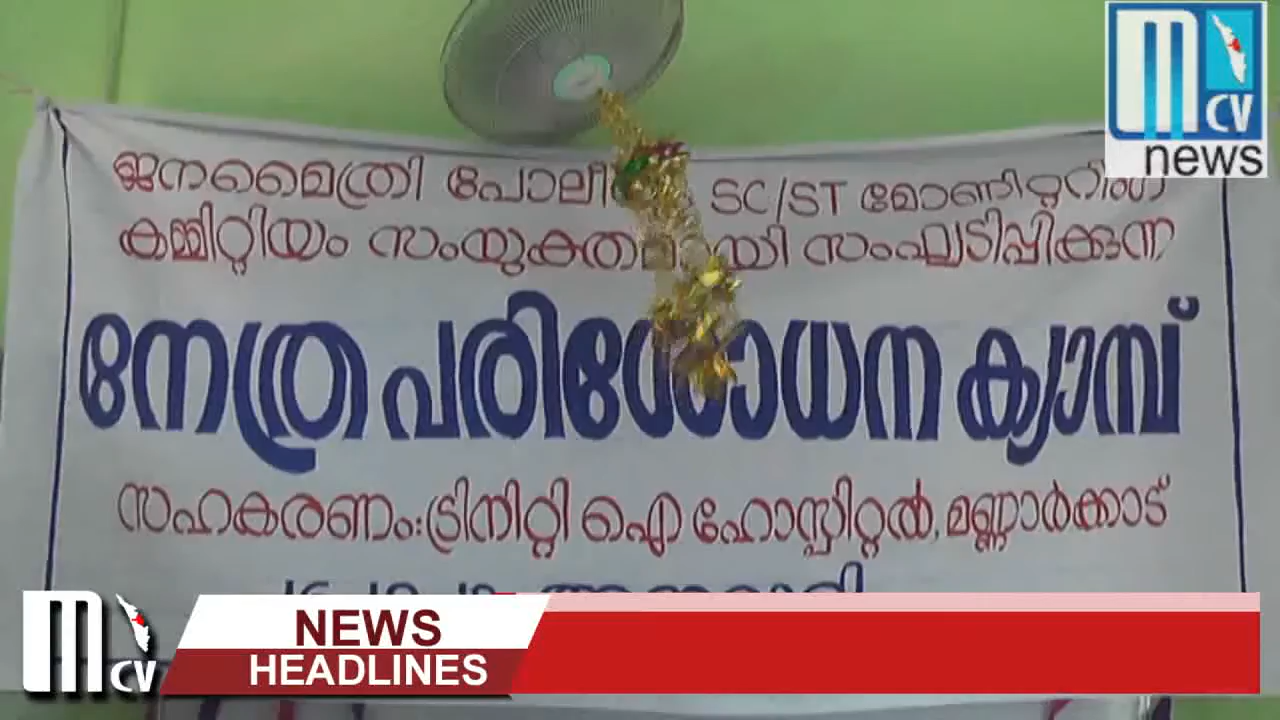 ജനമൈത്രി SC/ST മോണിറ്ററിംഗ്
കമ്മിറ്റിയും സംയുക്തമായി സംഘടിപ്പിക്കുന്ന
നേത്ര പരിശോധന ക്യാമ്പ്
സഹകരണം:ട്രിനിറ്റി ഐ ഹോസ്പിറ്റൽ, മണ്ണാർക്കാട്
MCV
news
MCV
NEWS
HEADLINES